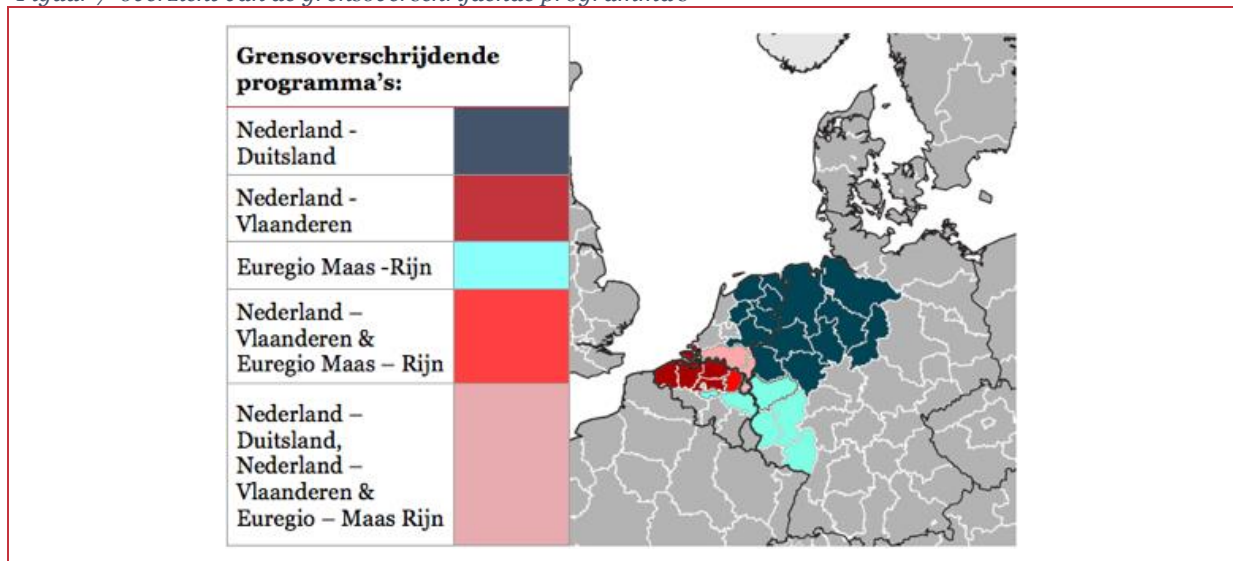 Grensoverschrijdende
programma's:
Nederland -
Duitsland
Nederland -
Vlaanderen
Euregio Maas -Rijn
Nederland –
Vlaanderen &
Euregio Maas – Rijn
Nederland –
Duitsland,
Nederland –
Vlaanderen &
Euregio – Maas Rijn